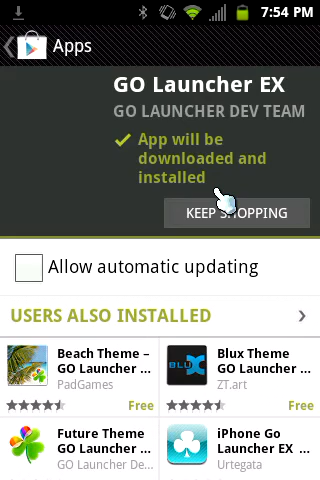 7:54 PM
Apps
GO Launcher EX
GO LAUNCHER DEV TEAM
App will be
downloaded and
installed
KEEP SHOPPING
Allow automatic updating
USERS ALSO INSTALLED
Beach Theme –
GO Launcher ...
PadGames
Free
Blux Theme
GO Launcher ...
ZT.art
Free
Future Theme
GO Launcher ...
GO Launcher De...
iPhone Go
Launcher EX ...
Urtegata